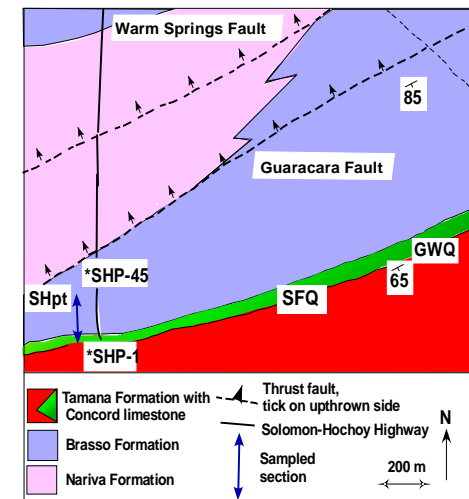 Warm Springs Fault
85
Guaracara Fault
*SHP-45
GWQ
65
SHpt
SFQ
*SHP-1
Tamana Formation with
Concord limestone
Brasso Formation
Nariva Formation
Thrust fault,
tick on upthrown side
Solomon-Hochoy Highway
Sampled
section
N
200 m